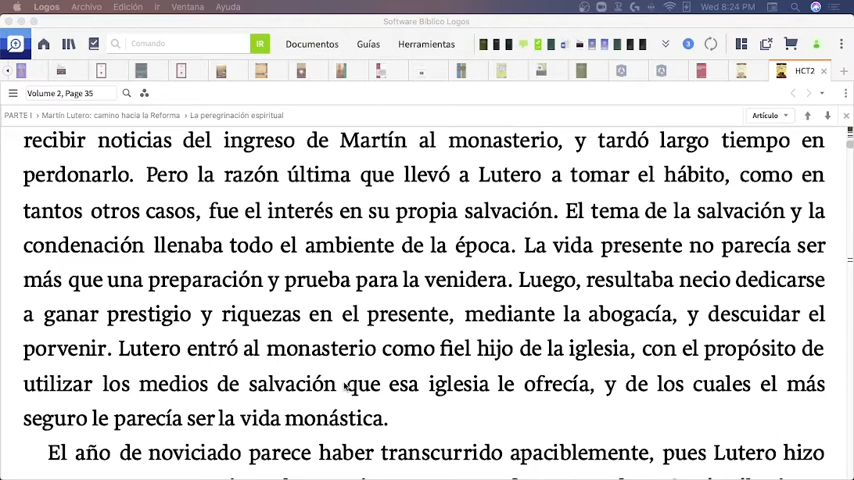 Logos Archivo Edición Ir Ventana Ayuda Wed 8:24 PM
Software Bíblico Logos
Comando IR Documentos Guías Herramientas 3
HCT2
Volume 2, Page 35
PARTE I › Martín Lutero: camino hacia la Reforma › La peregrinación espiritual Artículo
recibir noticias del ingreso de Martín al monasterio, y tardó largo tiempo en
perdonarlo. Pero la razón última que llevó a Lutero a tomar el hábito, como en
tantos otros casos, fue el interés en su propia salvación. El tema de la salvación y la
condenación llenaba todo el ambiente de la época. La vida presente no parecía ser
más que una preparación y prueba para la venidera. Luego, resultaba necio dedicarse
a ganar prestigio y riquezas en el presente, mediante la abogacía, y descuidar el
porvenir. Lutero entró al monasterio como fiel hijo de la iglesia, con el propósito de
utilizar los medios de salvación que esa iglesia le ofrecía, y de los cuales el más
seguro le parecía ser la vida monástica.
El año de noviciado parece haber transcurrido apaciblemente, pues Lutero hizo